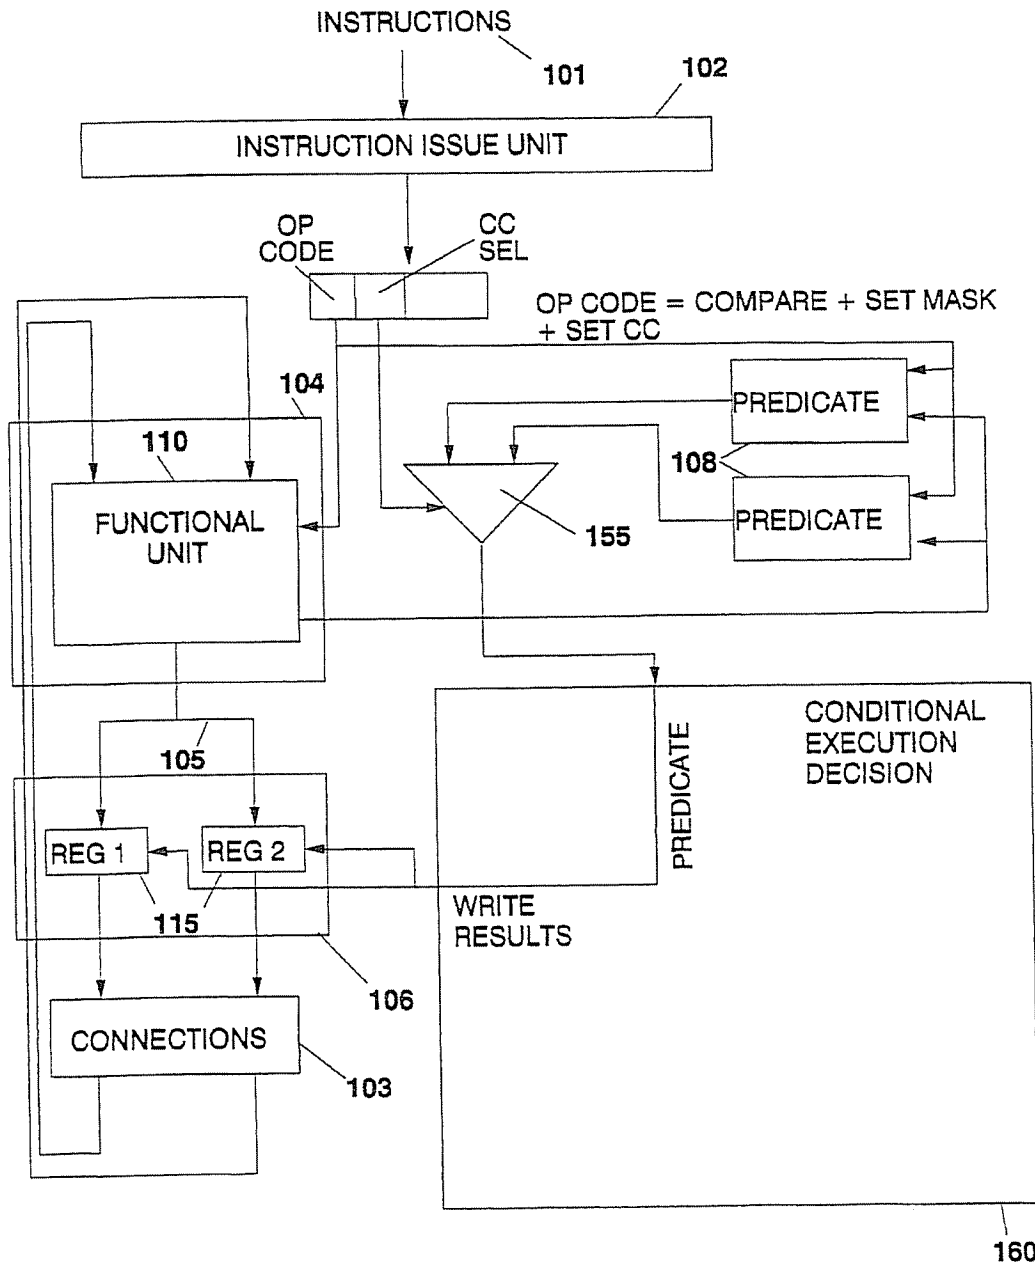 INSTRUCTIONS
101
102
INSTRUCTION ISSUE UNIT
OP
CODE
CC
SEL
OP CODE = COMPARE + SET MASK
+ SET CC
104
110
FUNCTIONAL
UNIT
PREDICATE
108
PREDICATE
155
105
CONDITIONAL
EXECUTION
DECISION
PREDICATE
REG 1
REG 2
115
WRITE
RESULTS
106
CONNECTIONS
103
160